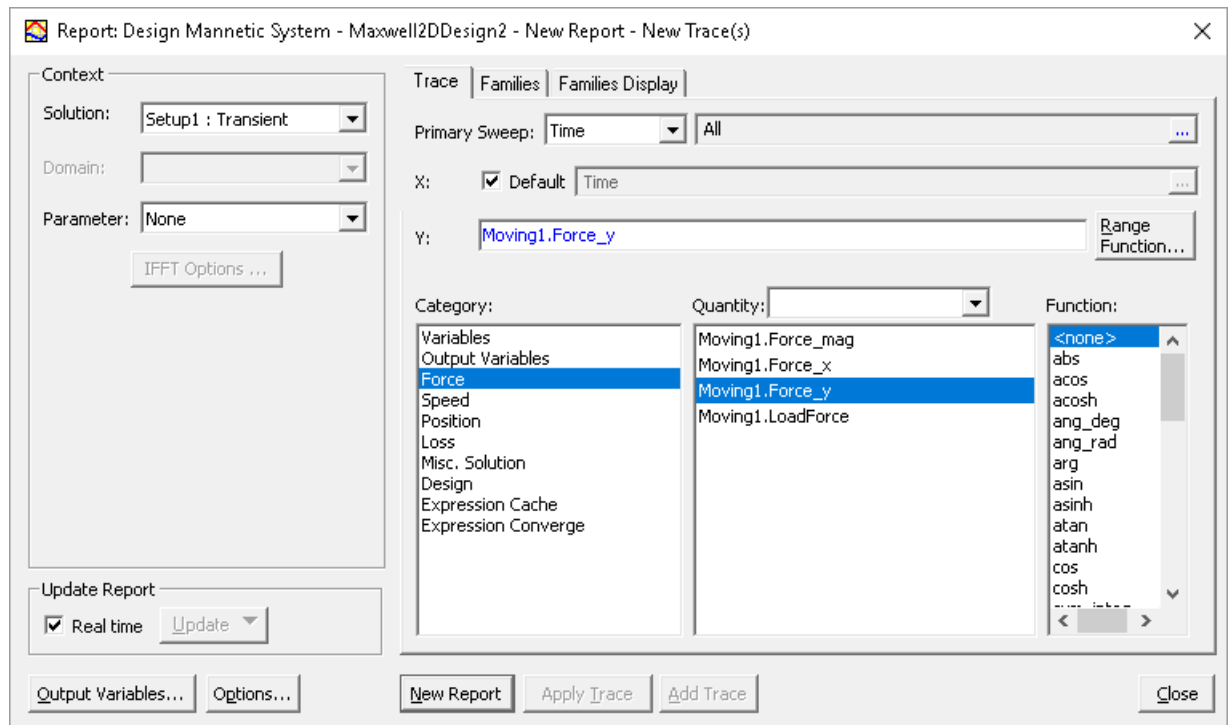 Report: Design Mannetic System - Maxwell2DDesign2 - New Report - New Trace(s)
Context
Solution: Setup1 : Transient
Domain:
Parameter: None
IFFT Options ...
Update Report
Real time Update
Output Variables... Options...
Trace Families Families Display
Primary Sweep: Time All ...
X: Default Time ...
Y: Moving1.Force_y Range Function...
Category:
Variables
Output Variables
Force
Speed
Position
Loss
Misc. Solution
Design
Expression Cache
Expression Converge
Quantity:
Moving1.Force_mag
Moving1.Force_x
Moving1.Force_y
Moving1.LoadForce
Function:
<none>
abs
acos
acosh
ang_deg
ang_rad
arg
asin
asinh
atan
atanh
cos
cosh
New Report Apply Trace Add Trace Close